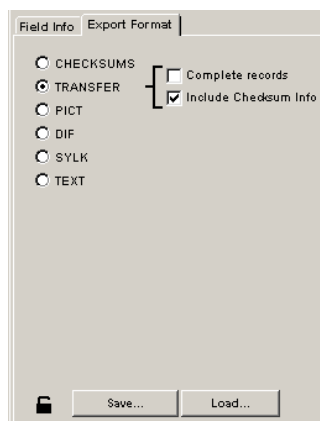 Field Info Export Format
CHECKSUMS
TRANSFER
Complete records
Include Checksum Info
PICT
DIF
SYLK
TEXT
Save... Load...